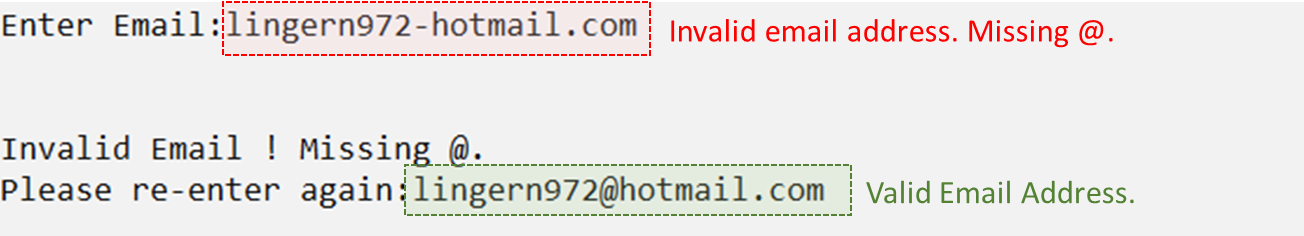 Enter Email:lingern972-hotmail.com Invalid email address. Missing @.
Invalid Email ! Missing @.
Please re-enter again:lingern972@hotmail.com Valid Email Address.